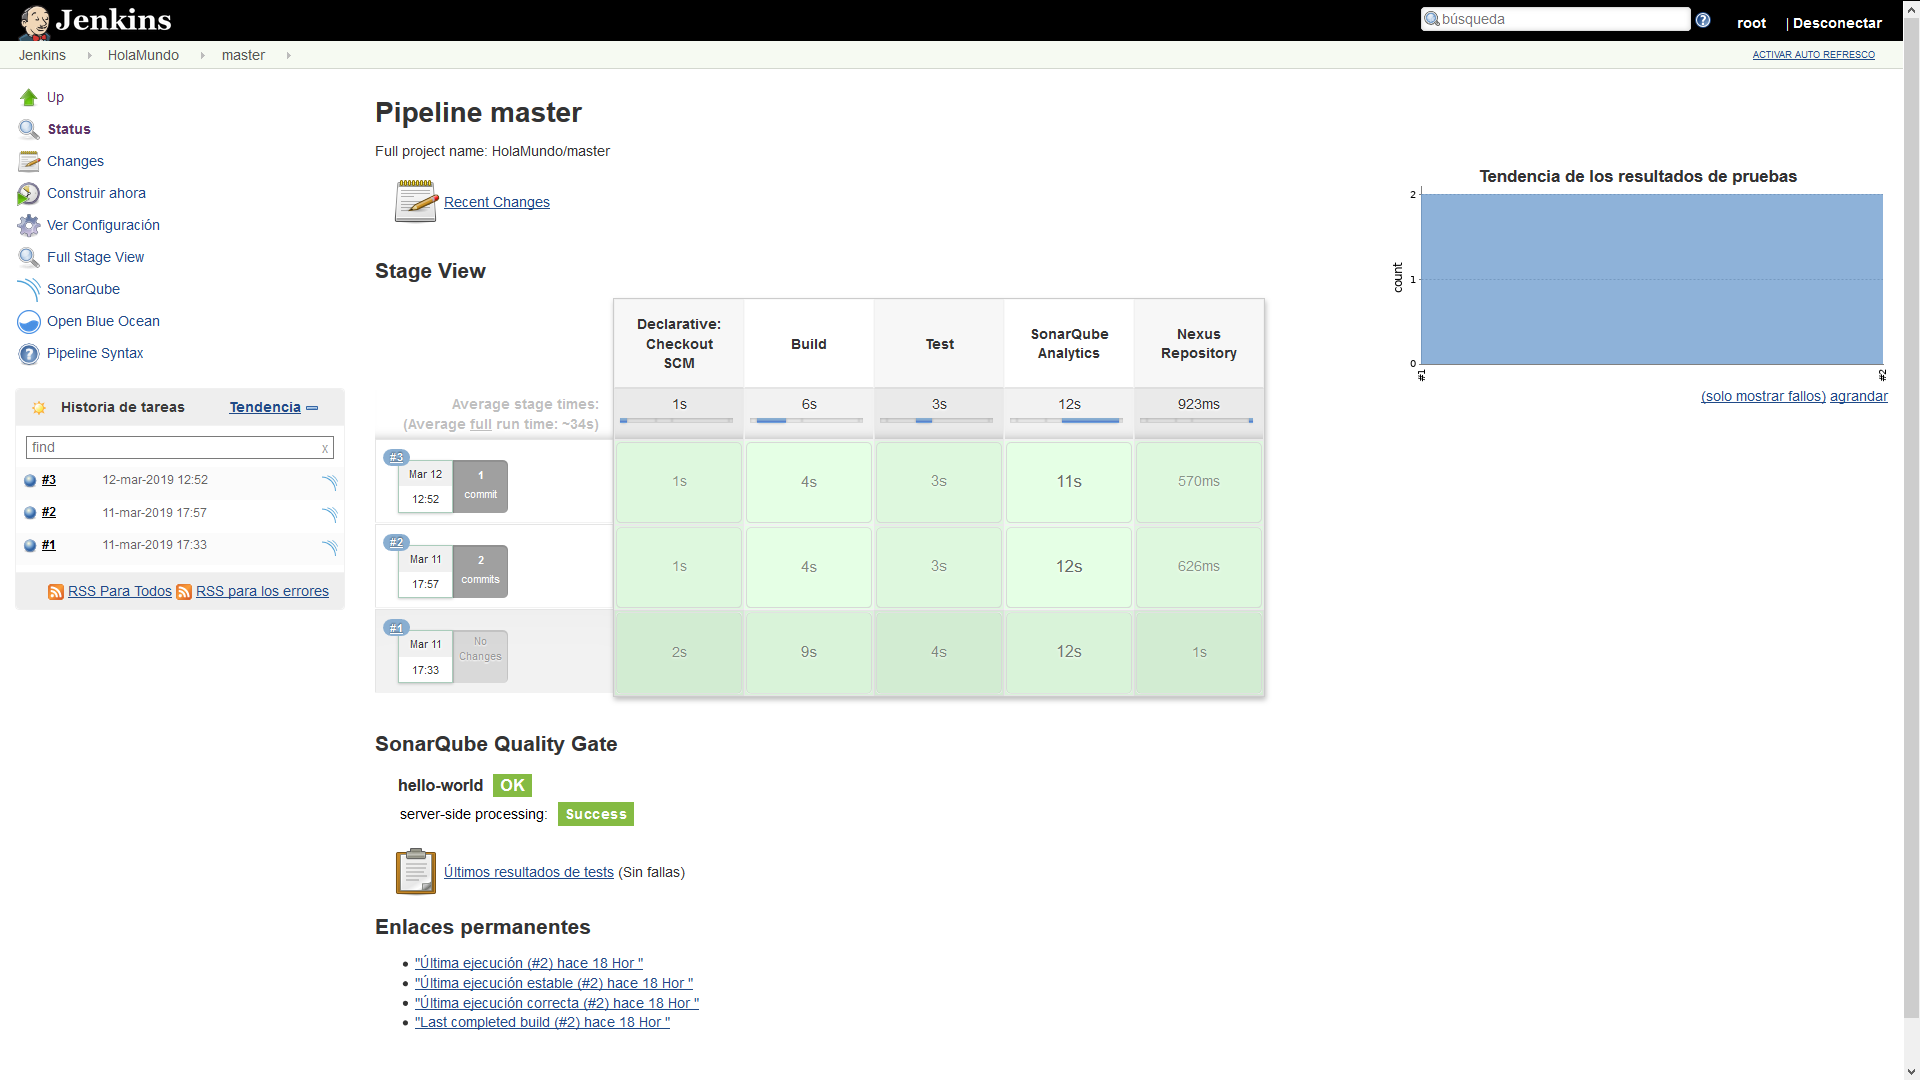 Jenkins
búsqueda
root
| Desconectar
Jenkins
HolaMundo
master
ACTIVAR AUTO REFRESCO
Up
Status
Changes
Construir ahora
Ver Configuración
Full Stage View
SonarQube
Open Blue Ocean
Pipeline Syntax
Historia de tareas
Tendencia
find
x
#3 12-mar-2019 12:52
#2 11-mar-2019 17:57
#1 11-mar-2019 17:33
RSS Para Todos RSS para los errores
Pipeline master
Full project name: HolaMundo/master
Recent Changes
Stage View
Declarative:
Checkout
SCM
Build
Test
SonarQube
Analytics
Nexus
Repository
Average stage times:
(Average full run time: ~34s)
1s 6s 3s 12s 923ms
#3
Mar 12
12:52
1
commit
1s 4s 3s 11s 570ms
#2
Mar 11
17:57
2
commits
1s 4s 3s 12s 626ms
#1
Mar 11
17:33
No
Changes
2s 9s 4s 12s 1s
SonarQube Quality Gate
hello-world OK
server-side processing: Success
Últimos resultados de tests (Sin fallas)
Enlaces permanentes
"Última ejecución (#2) hace 18 Hor "
"Última ejecución estable (#2) hace 18 Hor "
"Última ejecución correcta (#2) hace 18 Hor "
"Last completed build (#2) hace 18 Hor "
Tendencia de los resultados de pruebas
count
2
1
0
#1
#2
(solo mostrar fallos) agrandar